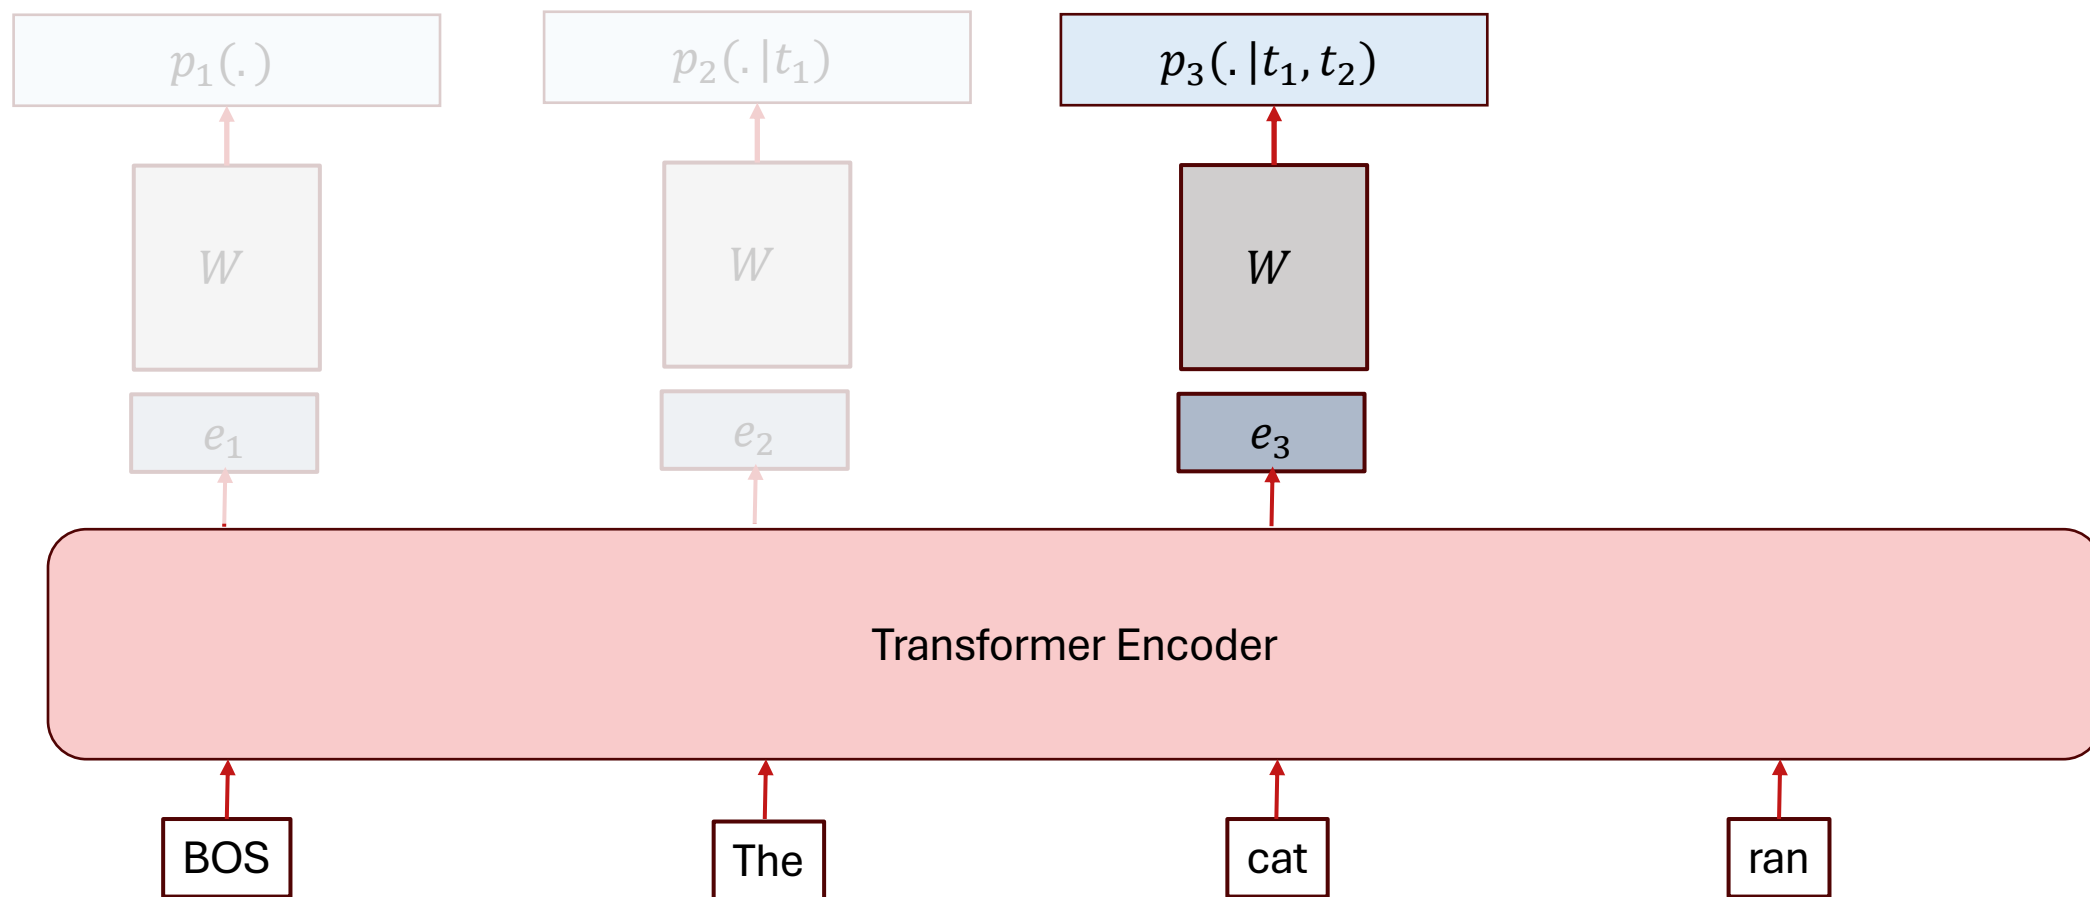 p₁(.)
p₂(.|t₁)
p₃(.|t₁, t₂)
W
W
W
e₁
e₂
e₃
Transformer Encoder
BOS
The
cat
ran